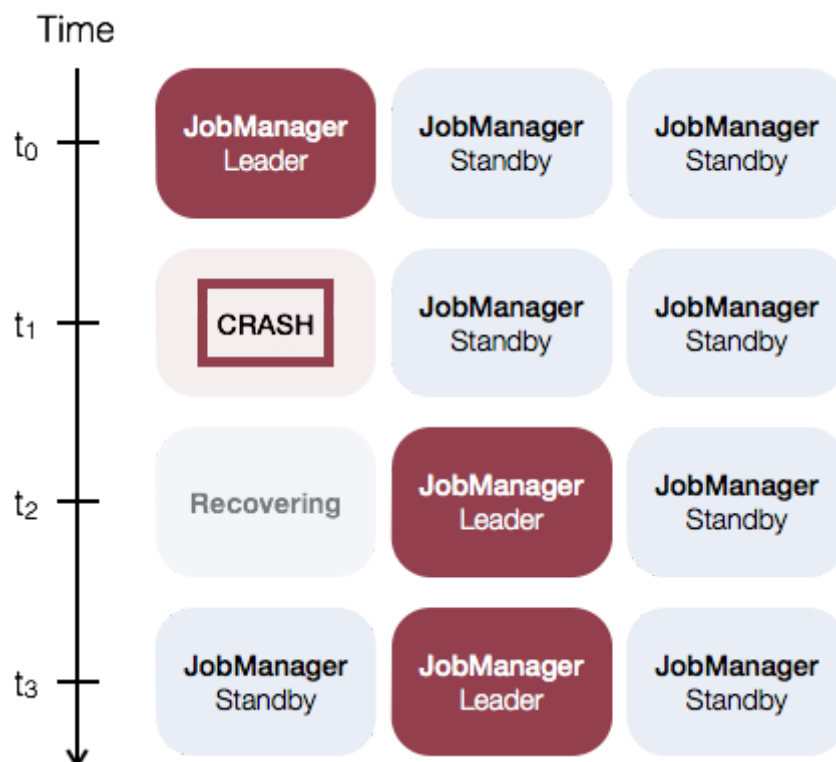 Time
t₀
JobManager
Leader
JobManager
Standby
JobManager
Standby
t₁
CRASH
JobManager
Standby
JobManager
Standby
t₂
Recovering
JobManager
Leader
JobManager
Standby
t₃
JobManager
Standby
JobManager
Leader
JobManager
Standby